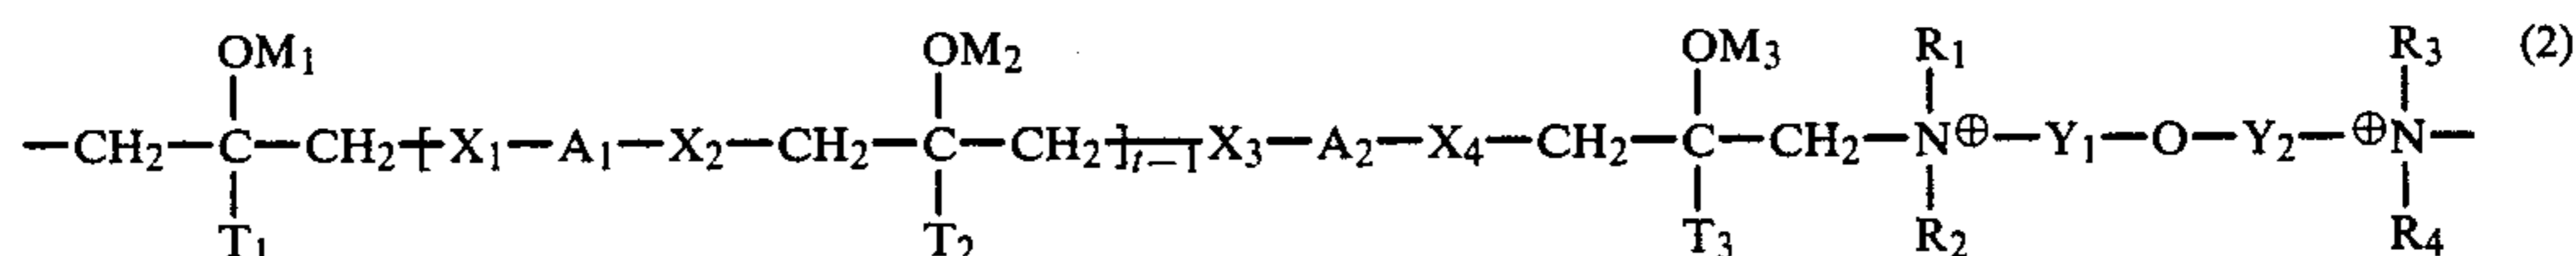 OM₁ OM₂ OM₃ R₁ R₃ (2)
—CH₂—C—CH₂—[X₁—A₁—X₂—CH₂—C—CH₂]—X₃—A₂—X₄—CH₂—C—CH₂—N⊕—Y₁—O—Y₂—⊕N—
T₁ T₂ T₃ R₂ R₄